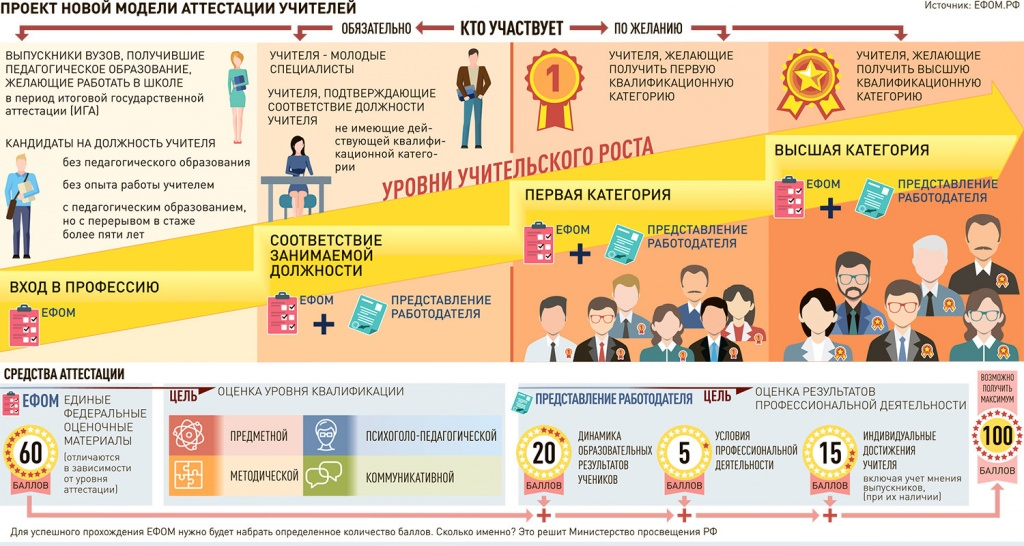 ПРОЕКТ НОВОЙ МОДЕЛИ АТТЕСТАЦИИ УЧИТЕЛЕЙ
Источник: ЕФОМ.РФ
ОБЯЗАТЕЛЬНО
КТО УЧАСТВУЕТ
ПО ЖЕЛАНИЮ
ВЫПУСКНИКИ ВУЗОВ, ПОЛУЧИВШИЕ
ПЕДАГОГИЧЕСКОЕ ОБРАЗОВАНИЕ,
ЖЕЛАЮЩИЕ РАБОТАТЬ В ШКОЛЕ
в период итоговой государственной
аттестации (ИГА)
КАНДИДАТЫ НА ДОЛЖНОСТЬ УЧИТЕЛЯ
без педагогического образования
без опыта работы учителем
с педагогическим образованием,
но с перерывом в стаже
более пяти лет
УЧИТЕЛЯ - МОЛОДЫЕ
СПЕЦИАЛИСТЫ
УЧИТЕЛЯ, ПОДТВЕРЖДАЮЩИЕ
СООТВЕТСТВИЕ ДОЛЖНОСТИ
УЧИТЕЛЯ
не имеющие дей-
ствующей квалифи-
кационной катего-
рии
1
УЧИТЕЛЯ, ЖЕЛАЮЩИЕ
ПОЛУЧИТЬ ПЕРВУЮ
КВАЛИФИКАЦИОННУЮ
КАТЕГОРИЮ
УЧИТЕЛЯ, ЖЕЛАЮЩИЕ
ПОЛУЧИТЬ ВЫСШУЮ
КВАЛИФИКАЦИОННУЮ
КАТЕГОРИЮ
УРОВНИ УЧИТЕЛЬСКОГО РОСТА
ВХОД В ПРОФЕССИЮ
ЕФОМ
СООТВЕТСТВИЕ
ЗАНИМАЕМОЙ
ДОЛЖНОСТИ
ЕФОМ
+
ПРЕДСТАВЛЕНИЕ
РАБОТОДАТЕЛЯ
ПЕРВАЯ КАТЕГОРИЯ
ЕФОМ
+
ПРЕДСТАВЛЕНИЕ
РАБОТОДАТЕЛЯ
ВЫСШАЯ КАТЕГОРИЯ
ЕФОМ
+
ПРЕДСТАВЛЕНИЕ
РАБОТОДАТЕЛЯ
СРЕДСТВА АТТЕСТАЦИИ
ЕФОМ
ЕДИНЫЕ
ФЕДЕРАЛЬНЫЕ
ОЦЕНОЧНЫЕ
МАТЕРИАЛЫ
(отличаются
в зависимости
от уровня
аттестации)
60
БАЛЛОВ
ЦЕЛЬ
ОЦЕНКА УРОВНЯ КВАЛИФИКАЦИИ
ПРЕДМЕТНОЙ
ПСИХОЛОГО-ПЕДАГОГИЧЕСКОЙ
МЕТОДИЧЕСКОЙ
КОММУНИКАТИВНОЙ
ПРЕДСТАВЛЕНИЕ РАБОТОДАТЕЛЯ
ЦЕЛЬ
ОЦЕНКА РЕЗУЛЬТАТОВ
ПРОФЕССИОНАЛЬНОЙ ДЕЯТЕЛЬНОСТИ
20
БАЛЛОВ
ДИНАМИКА
ОБРАЗОВАТЕЛЬНЫХ
РЕЗУЛЬТАТОВ
УЧЕНИКОВ
5
БАЛЛОВ
УСЛОВИЯ
ПРОФЕССИОНАЛЬНОЙ
ДЕЯТЕЛЬНОСТИ
15
БАЛЛОВ
ИНДИВИДУАЛЬНЫЕ
ДОСТИЖЕНИЯ
УЧИТЕЛЯ
включая учет мнения
выпускников,
(при их наличии)
ВОЗМОЖНО
ПОЛУЧИТЬ
МАКСИМУМ
100
БАЛЛОВ
+
+
+
Для успешного прохождения ЕФОМ нужно будет набрать определенное количество баллов. Сколько именно? Это решит Министерство просвещения РФ